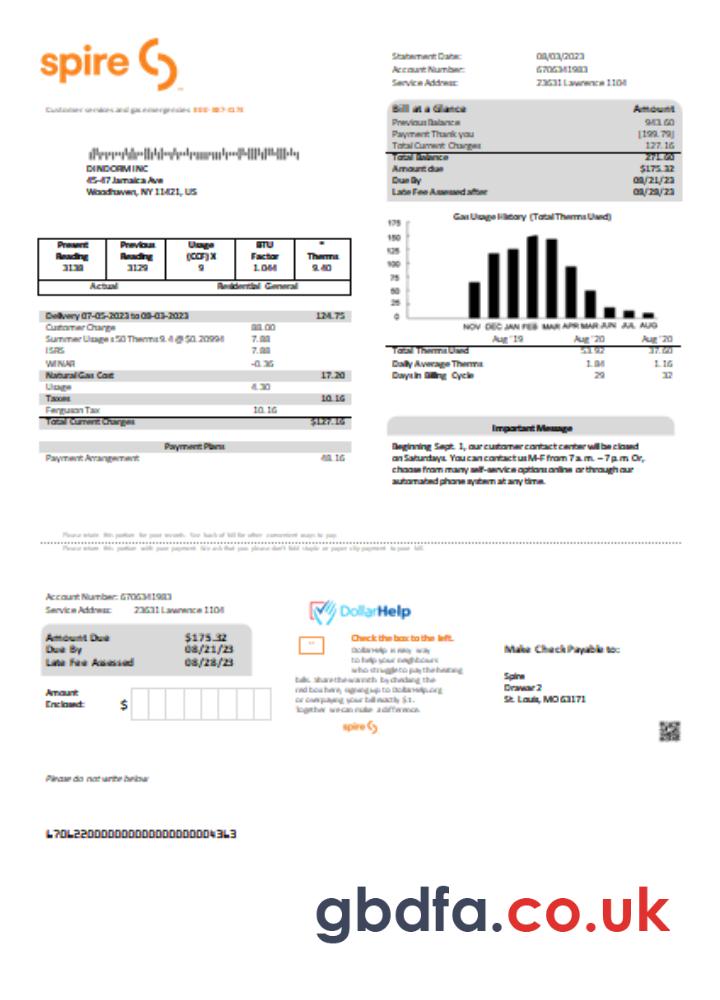 spire
Statement Date: 08/03/2023
Account Number: 6706341983
Service Address: 23631 Lawrence 1104
Customer services and gas emergencies
Bill at a Glance Amount
Previous Balance 943.60
Payment Thank you (199.79)
Total Current Charges 127.16
Total Balance 271.60
Amount due $175.32
Due By 08/21/23
Late Fee Assessed after 08/28/23
DINDORM INC
45-47 Jamaica Ave
Woodhaven, NY 11421, US
Gas Usage History (Total Therms Used)
175
150
125
100
75
50
25
0
NOV DEC JAN FEB MAR APR MAR JUN JUL AUG
Aug '19 Aug '20 Aug '20
Total Therms Used 53.92 37.60
Daily Average Therms 1.84 1.16
Days in Billing Cycle 29 32
Present Reading Previous Reading Usage (CCF) X BTU Factor * Therms
3138 3129 9 1.044 9.40
Actual Residential General
Delivery 07-05-2023 to 08-03-2023 124.75
Customer Charge 88.00
Summer Usage ≤ 50 Therms 9.4 @ $0.20994 7.88
ISRS 7.88
WINAR -0.36
Natural Gas Cost 17.20
Usage 4.30
Taxes 10.16
Ferguson Tax 10.16
Total Current Charges $127.16
Payment Plans
Payment Arrangement 48.16
Important Message
Beginning Sept. 1, our customer contact center will be closed
on Saturdays. You can contact us M-F from 7 a. m. – 7 p. m. Or,
choose from many self-service options online or through our
automated phone system at any time.
Please retain this portion for your records. See back of bill for other convenient ways to pay.
Please return this portion with your payment. We ask that you please don't fold staple or paper clip payment to your bill.
Account Number: 6706341983
Service Address: 23631 Lawrence 1104
Amount Due $175.32
Due By 08/21/23
Late Fee Assessed 08/28/23
Amount
Enclosed: $
DollarHelp
Check the box to the left.
DollarHelp is easy way
to help your neighbours
who struggle to pay the heating
bills. Share the warmth by checking the
red box here, signing up to DollarHelp.org
or overpaying your bill exactly $1.
Together we can make a difference.
spire
Make Check Payable to:
Spire
Drawer 2
St. Louis, MO 63171
Please do not write below
gbdfa.co.uk